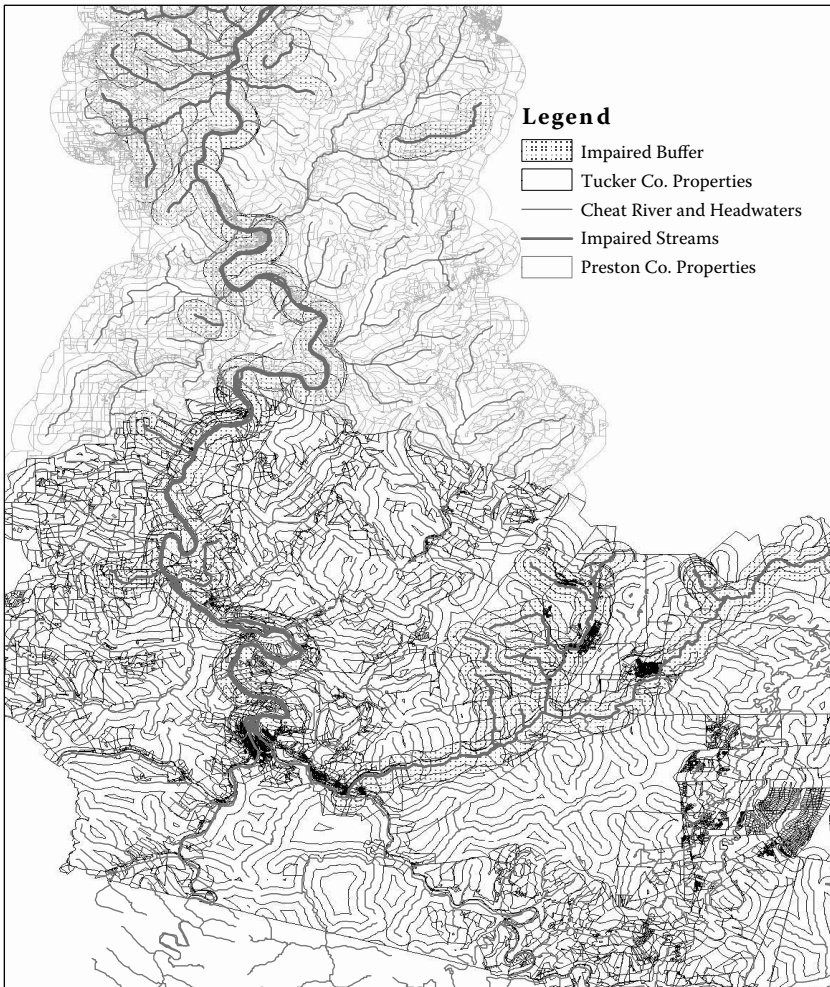 Legend
Impaired Buffer
Tucker Co. Properties
Cheat River and Headwaters
Impaired Streams
Preston Co. Properties